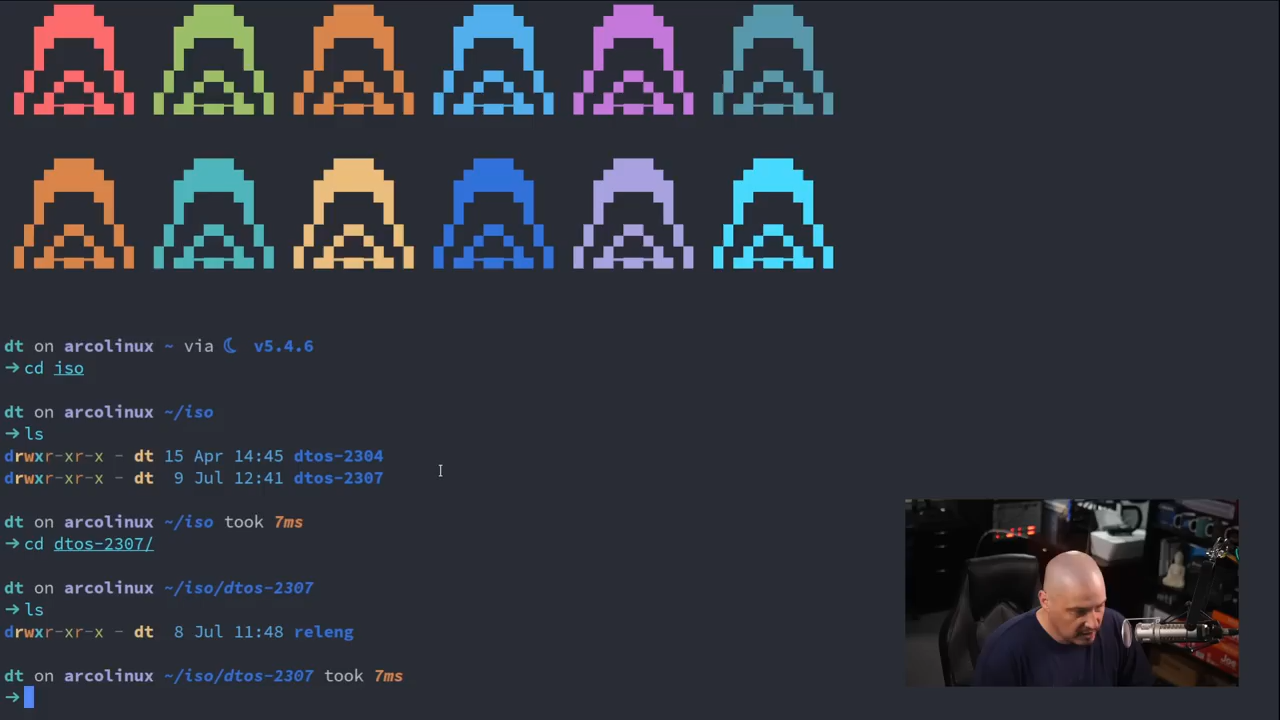 dt on arcolinux ~ via v5.4.6
→ cd iso
dt on arcolinux ~/iso
→ ls
drwxr-xr-x - dt 15 Apr 14:45 dtos-2304
drwxr-xr-x - dt 9 Jul 12:41 dtos-2307
dt on arcolinux ~/iso took 7ms
→ cd dtos-2307/
dt on arcolinux ~/iso/dtos-2307
→ ls
drwxr-xr-x - dt 8 Jul 11:48 releng
dt on arcolinux ~/iso/dtos-2307 took 7ms
→